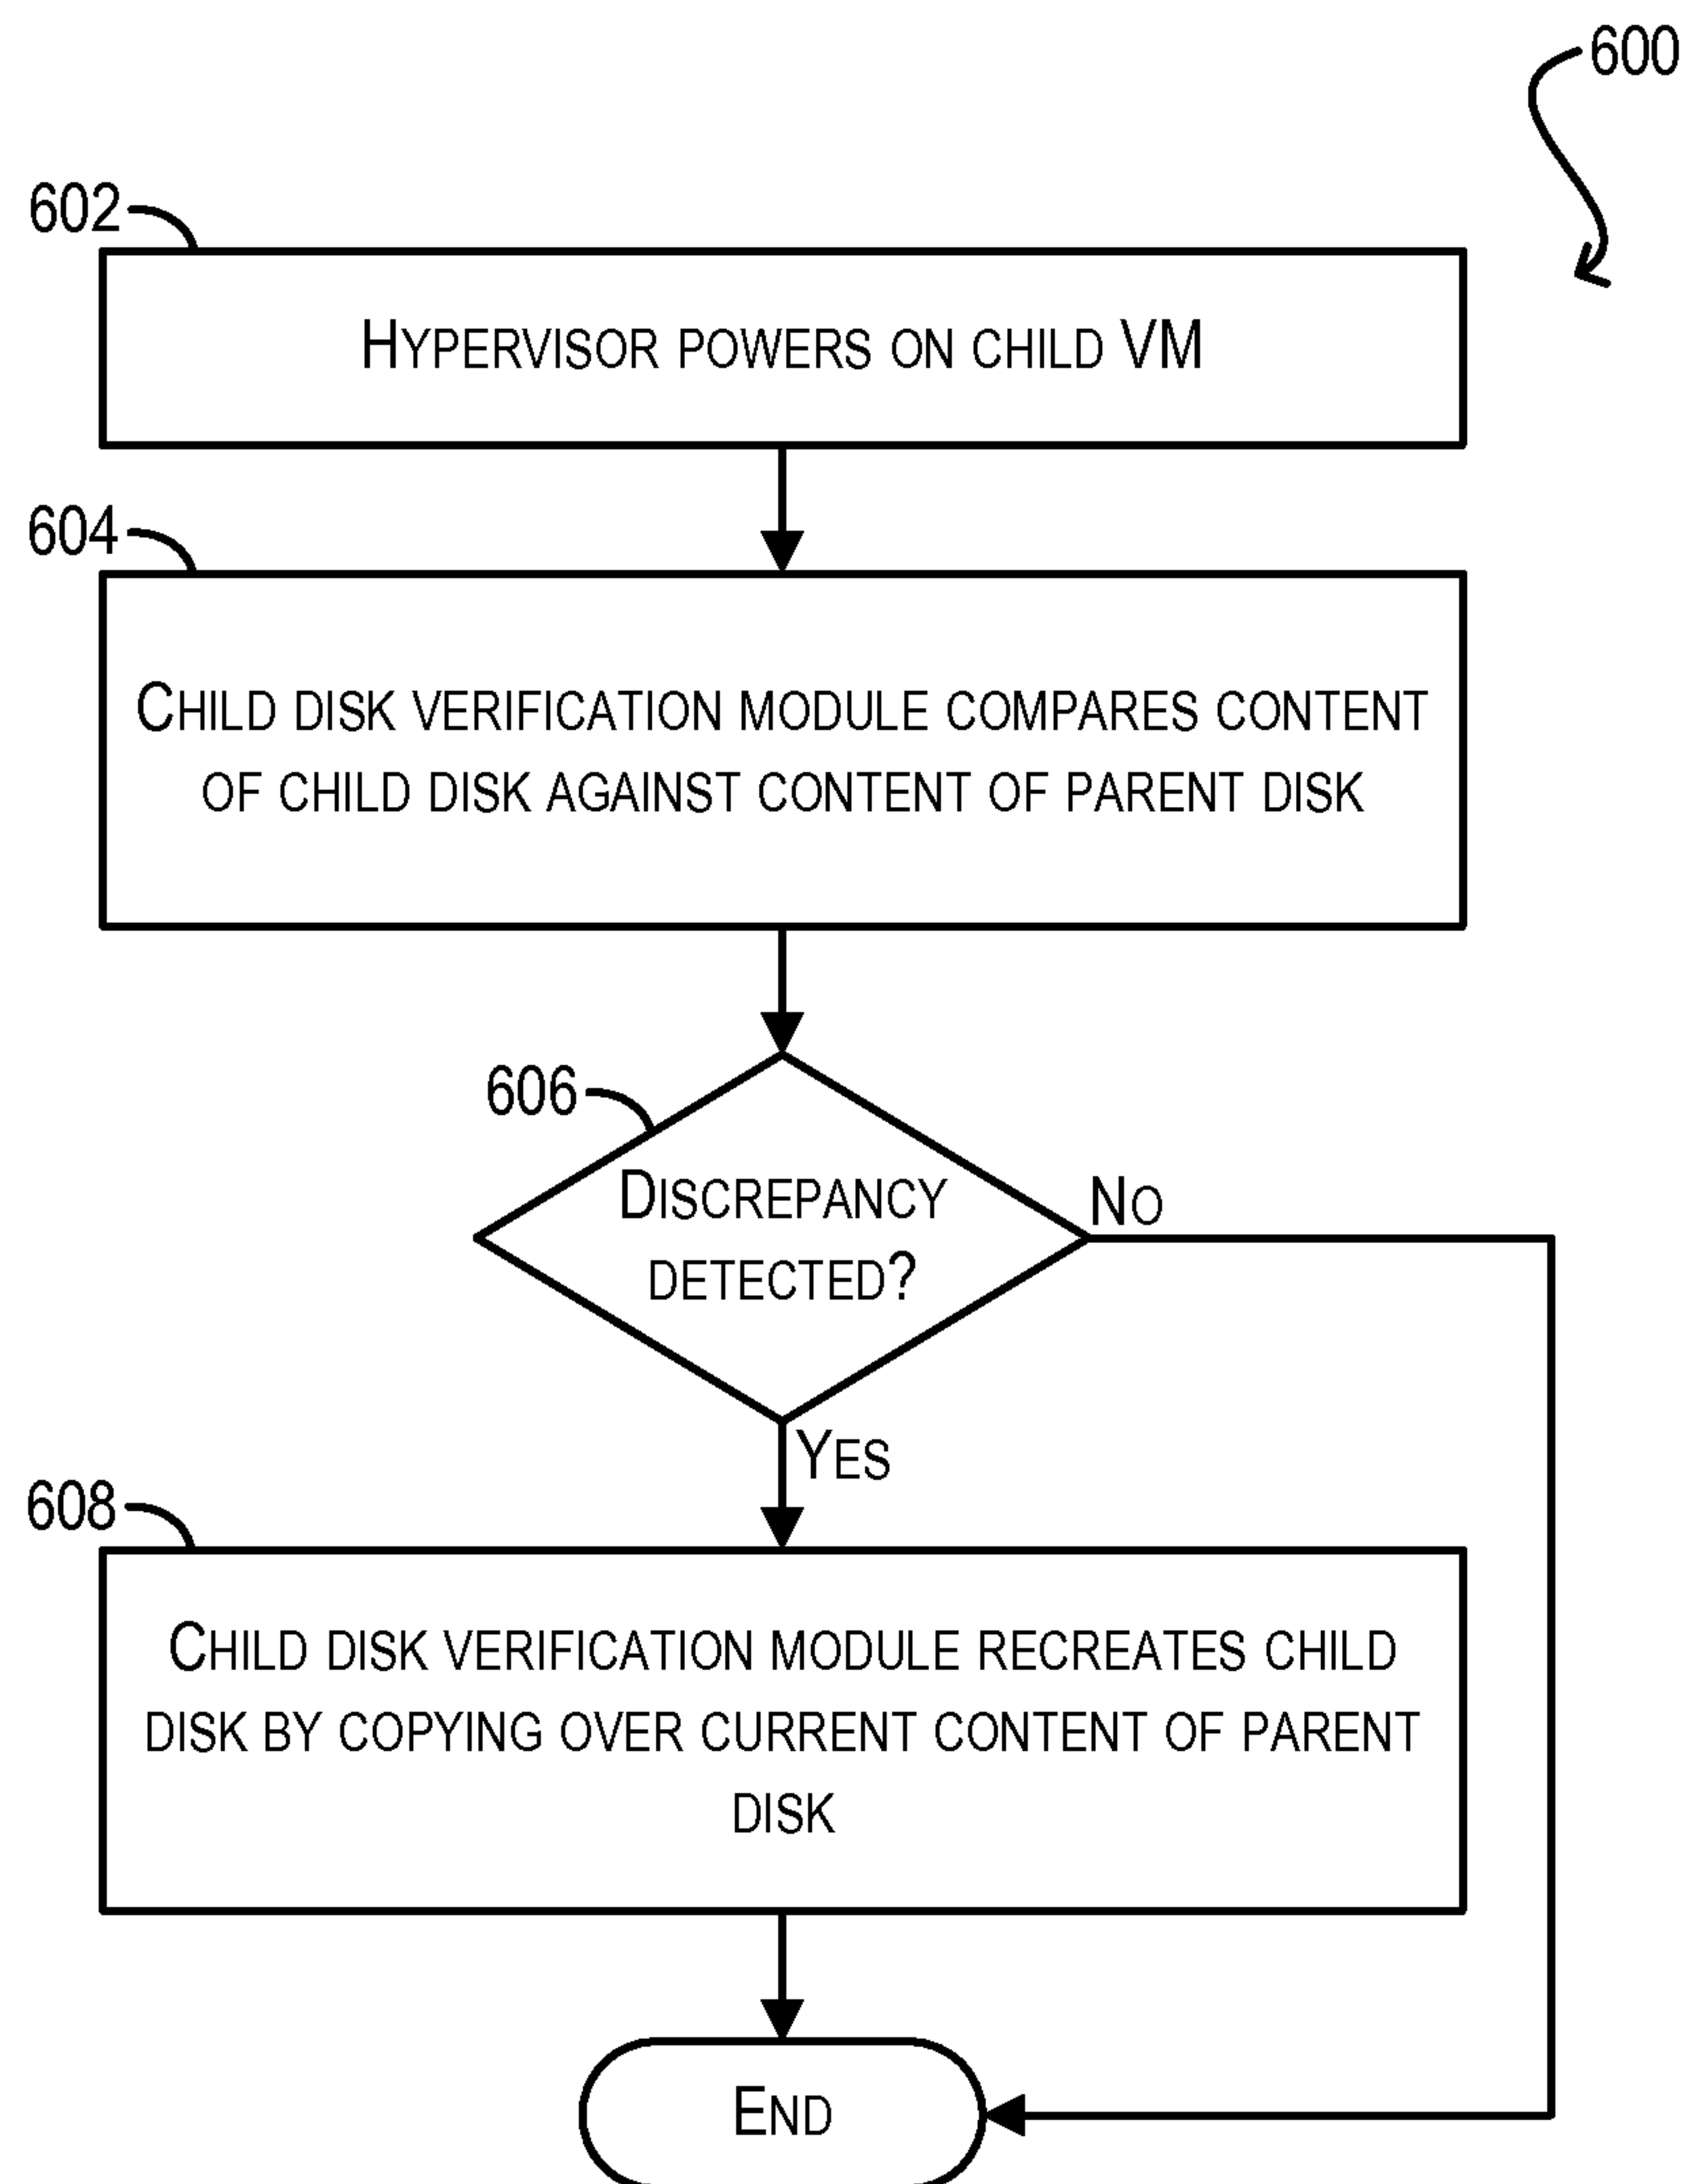 600
602
Hypervisor powers on child VM
604
Child disk verification module compares content
of child disk against content of parent disk
606
Discrepancy
detected?
No
Yes
608
Child disk verification module recreates child
disk by copying over current content of parent
disk
End